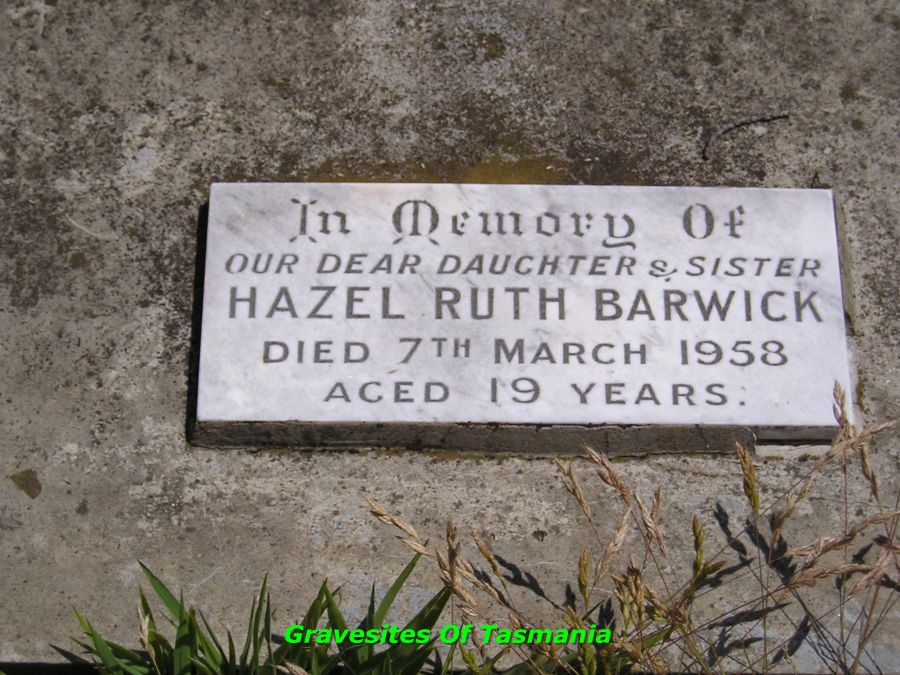 In Memory Of
OUR DEAR DAUGHTER & SISTER
HAZEL RUTH BARWICK
DIED 7TH MARCH 1958
AGED 19 YEARS.
Gravesites Of Tasmania